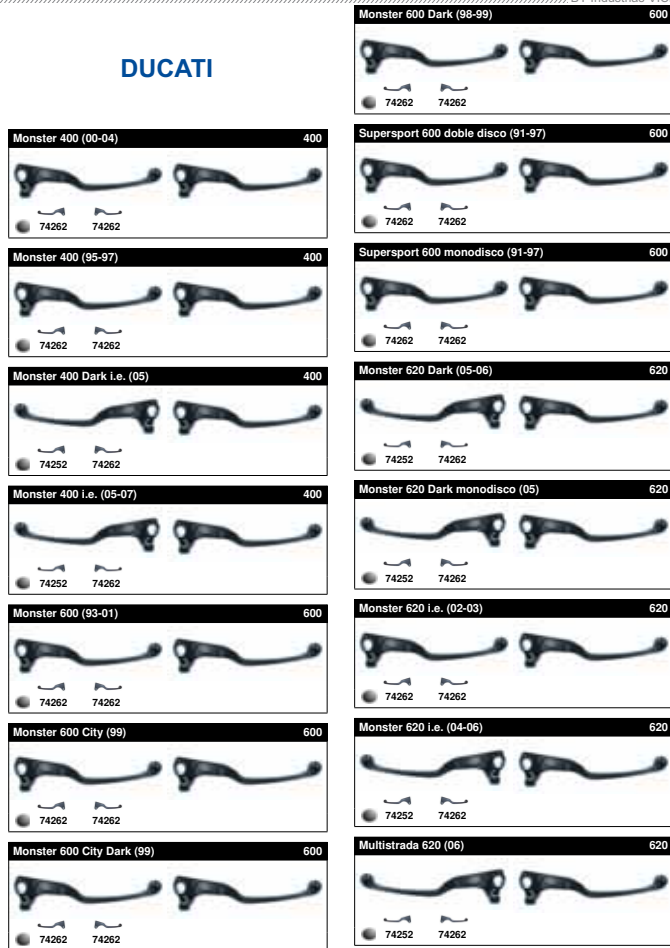 DUCATI
Monster 400 (00-04) 400
74262 74262
Monster 400 (95-97) 400
74262 74262
Monster 400 Dark i.e. (05) 400
74252 74262
Monster 400 i.e. (05-07) 400
74252 74262
Monster 600 (93-01) 600
74262 74262
Monster 600 City (99) 600
74262 74262
Monster 600 City Dark (99) 600
74262 74262
Monster 600 Dark (98-99) 600
74262 74262
Supersport 600 doble disco (91-97) 600
74262 74262
Supersport 600 monodisco (91-97) 600
74262 74262
Monster 620 Dark (05-06) 620
74252 74262
Monster 620 Dark monodisco (05) 620
74252 74262
Monster 620 i.e. (02-03) 620
74262 74262
Monster 620 i.e. (04-06) 620
74252 74262
Multistrada 620 (06) 620
74252 74262